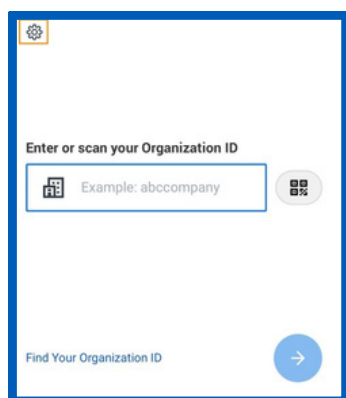 Enter or scan your Organization ID
Example: abccompany
Find Your Organization ID